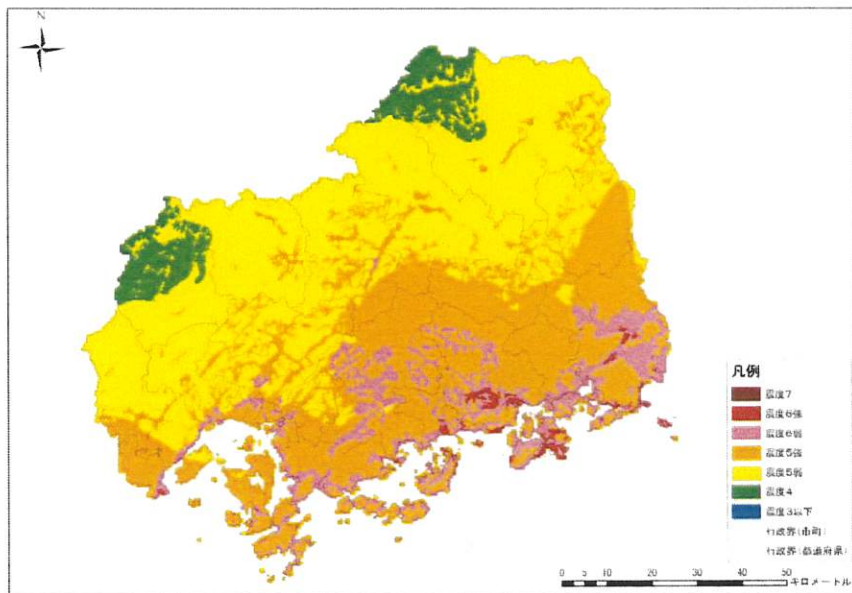 N
凡例
震度7
震度6強
震度6弱
震度5強
震度5弱
震度4
震度3以下
行政界(市町)
行政界(都道府県)
0 5 10 20 30 40 50
キロメートル